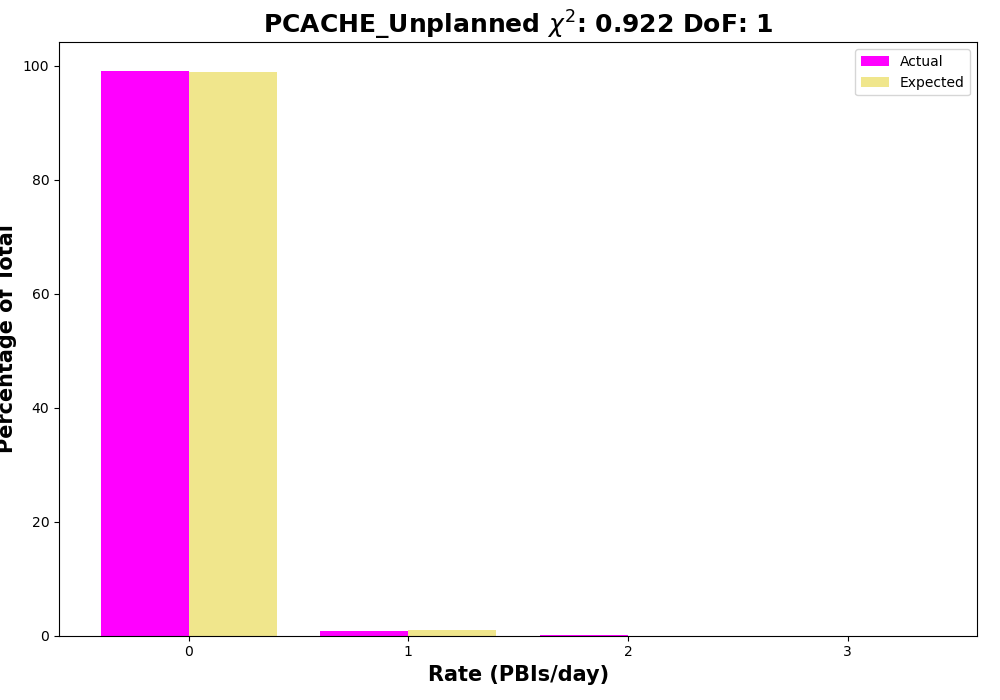 PCACHE_Unplanned χ²: 0.922 DoF: 1
Actual
Expected
100
80
60
40
20
0
Percentage of Total
0 1 2 3
Rate (PBIs/day)